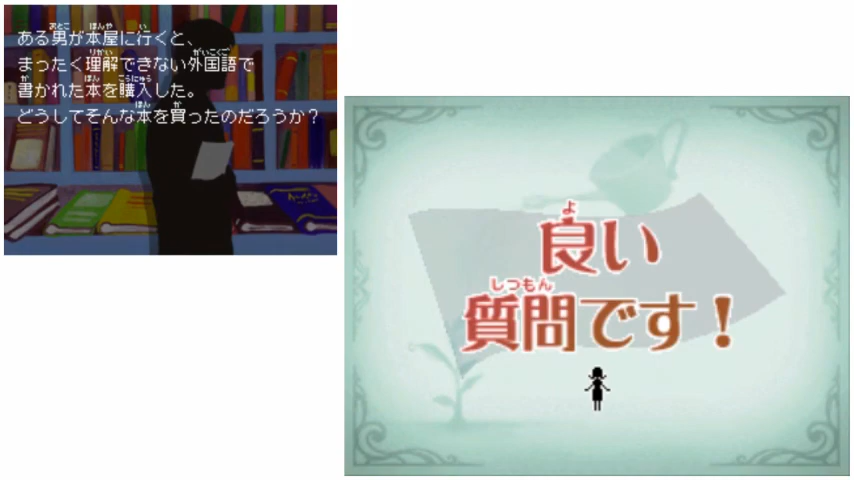 ある男が本屋に行くと、
まったく理解できない外国語で
書かれた本を購入した。
どうしてそんな本を買ったのだろうか？
良い
質問です！